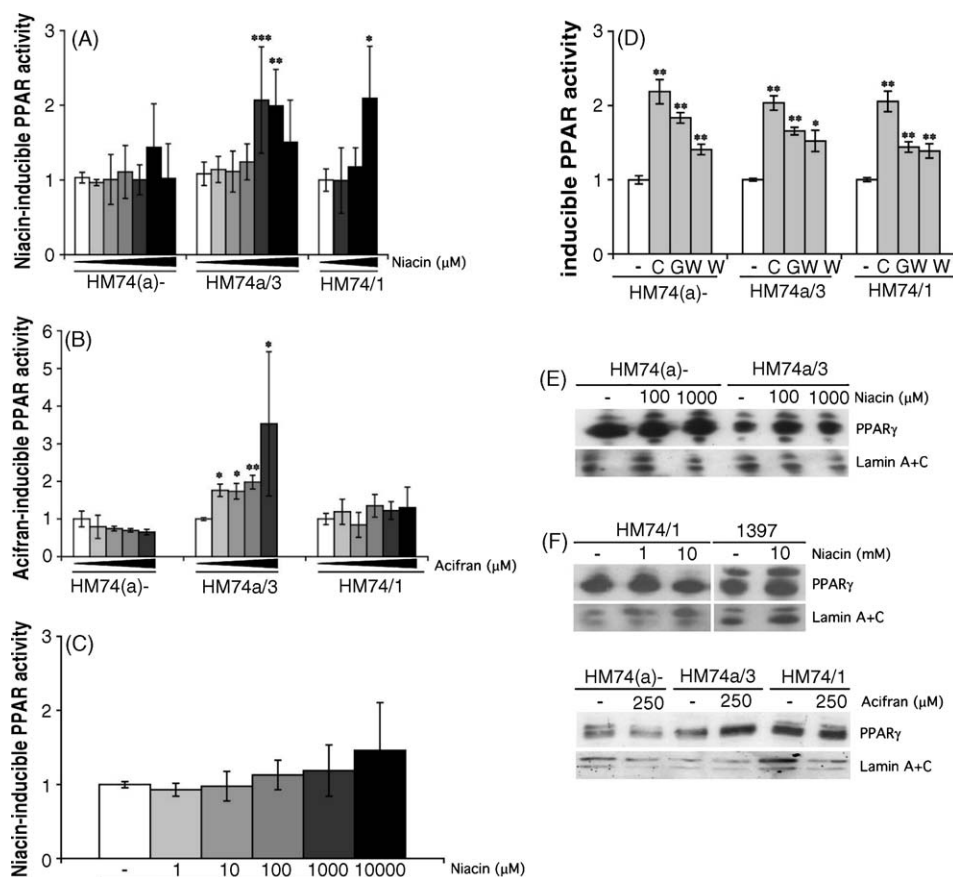 (A)
Niacin-inducible PPAR activity
3
2
1
0
*** ** *
Niacin (µM)
HM74(a)- HM74a/3 HM74/1
(B)
Acifran-inducible PPAR activity
6
5
4
3
2
1
0
* * ** *
Acifran (µM)
HM74(a)- HM74a/3 HM74/1
(C)
Niacin-inducible PPAR activity
3
2
1
0
- 1 10 100 1000 10000 Niacin (µM)
(D)
inducible PPAR activity
3
2
1
0
** ** ** ** ** * ** ** **
- C GW W - C GW W - C GW W
HM74(a)- HM74a/3 HM74/1
(E)
HM74(a)- HM74a/3
- 100 1000 - 100 1000 Niacin (µM)
PPARγ
Lamin A+C
(F)
HM74/1 1397
- 1 10 - 10 Niacin (mM)
PPARγ
Lamin A+C
HM74(a)- HM74a/3 HM74/1
- 250 - 250 - 250 Acifran (µM)
PPARγ
Lamin A+C